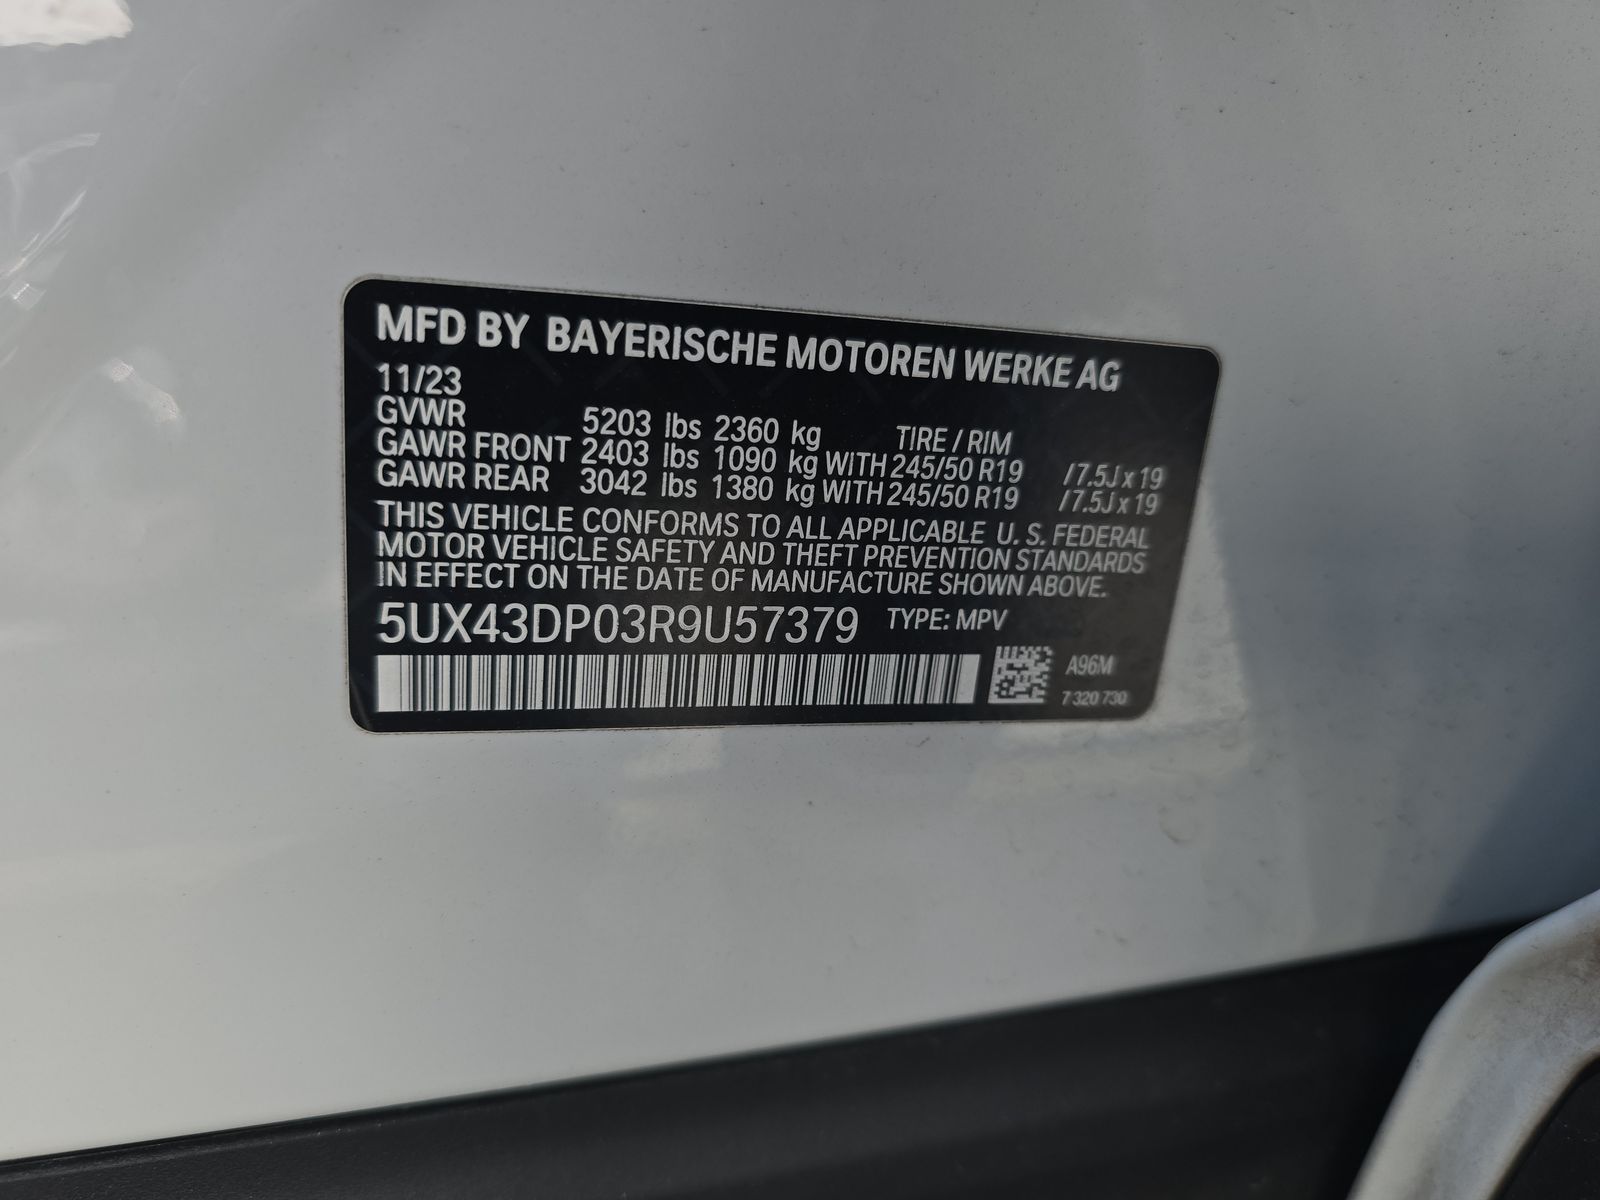 MFD BY BAYERISCHE MOTOREN WERKE AG
11/23
GVWR 5203 lbs 2360 kg TIRE / RIM
GAWR FRONT 2403 lbs 1090 kg WITH 245/50 R19 /7.5J x 19
GAWR REAR 3042 lbs 1380 kg WITH 245/50 R19 /7.5J x 19
THIS VEHICLE CONFORMS TO ALL APPLICABLE U. S. FEDERAL
MOTOR VEHICLE SAFETY AND THEFT PREVENTION STANDARDS
IN EFFECT ON THE DATE OF MANUFACTURE SHOWN ABOVE.
5UX43DP03R9U57379 TYPE: MPV
A96M
7 320 730